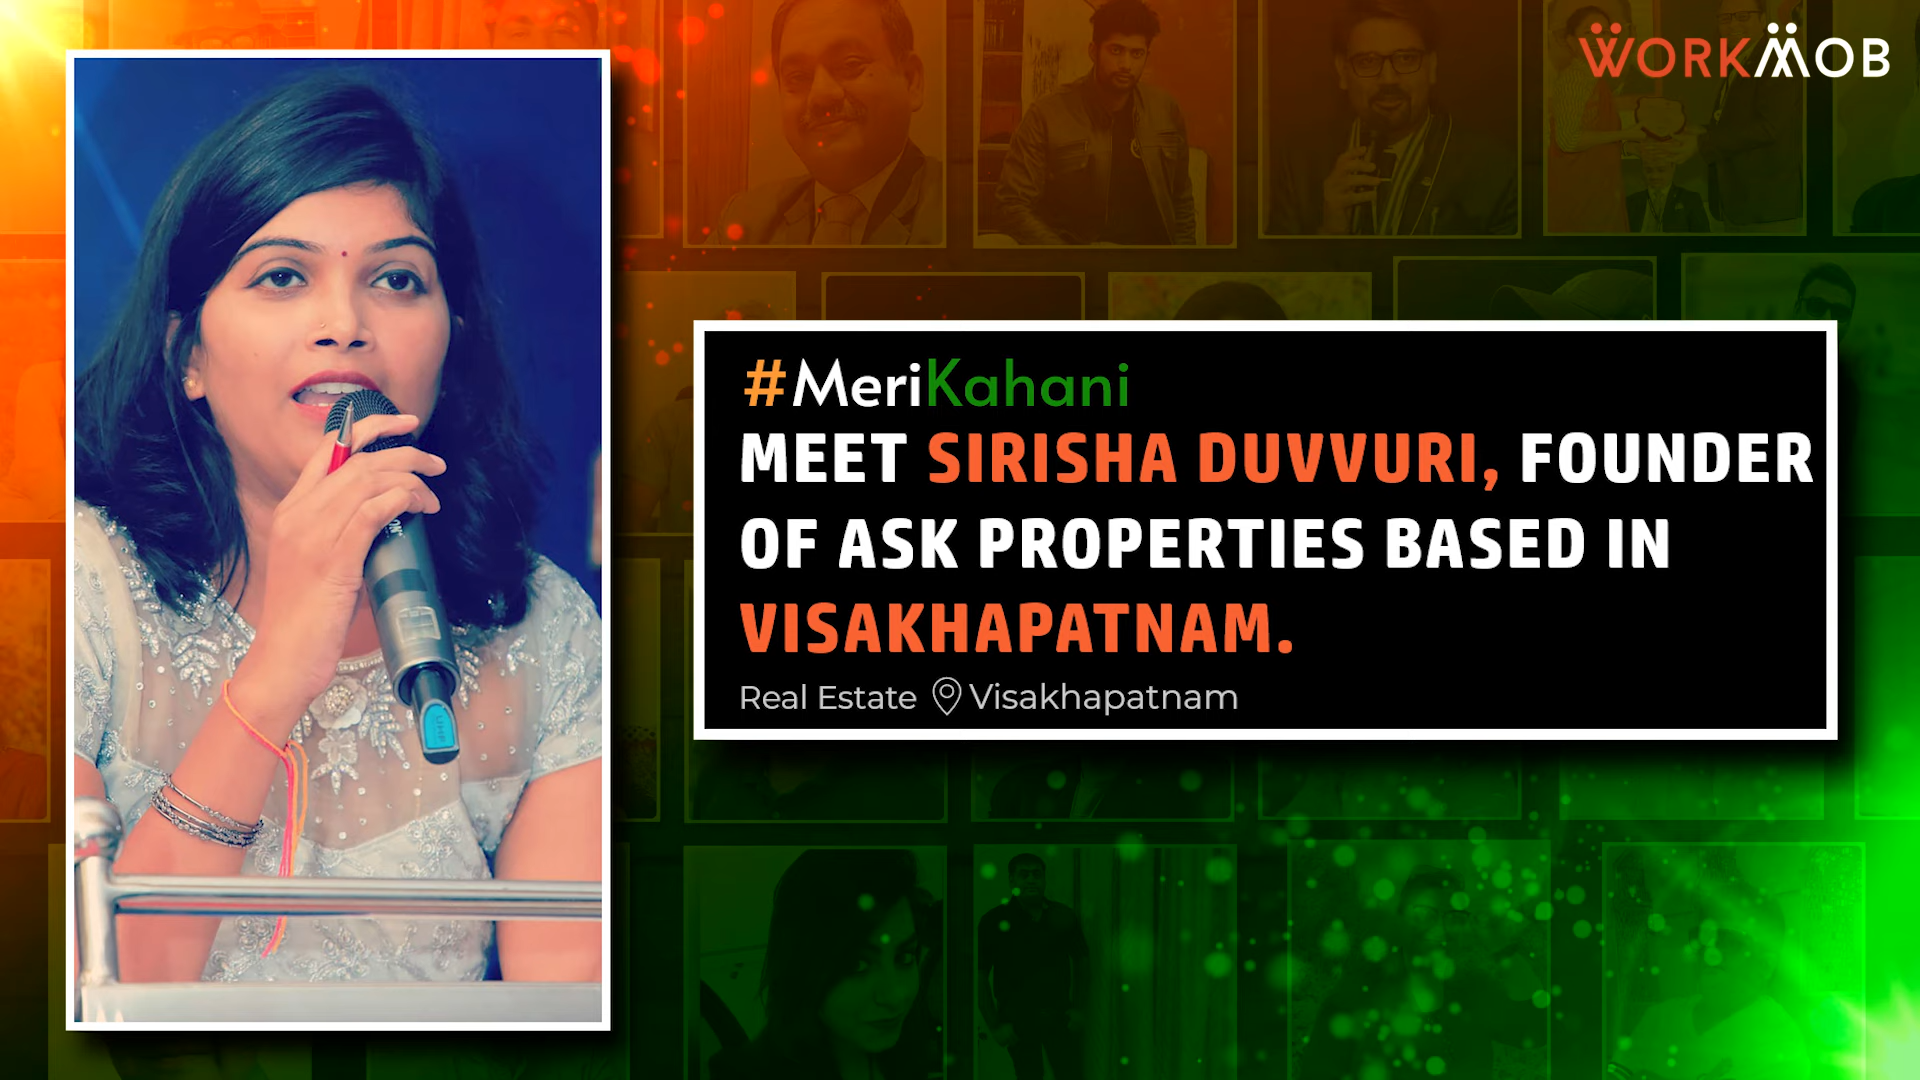 WORKMOB
#MeriKahani
MEET SIRISHA DUVVURI, FOUNDER
OF ASK PROPERTIES BASED IN
VISAKHAPATNAM.
Real Estate Visakhapatnam